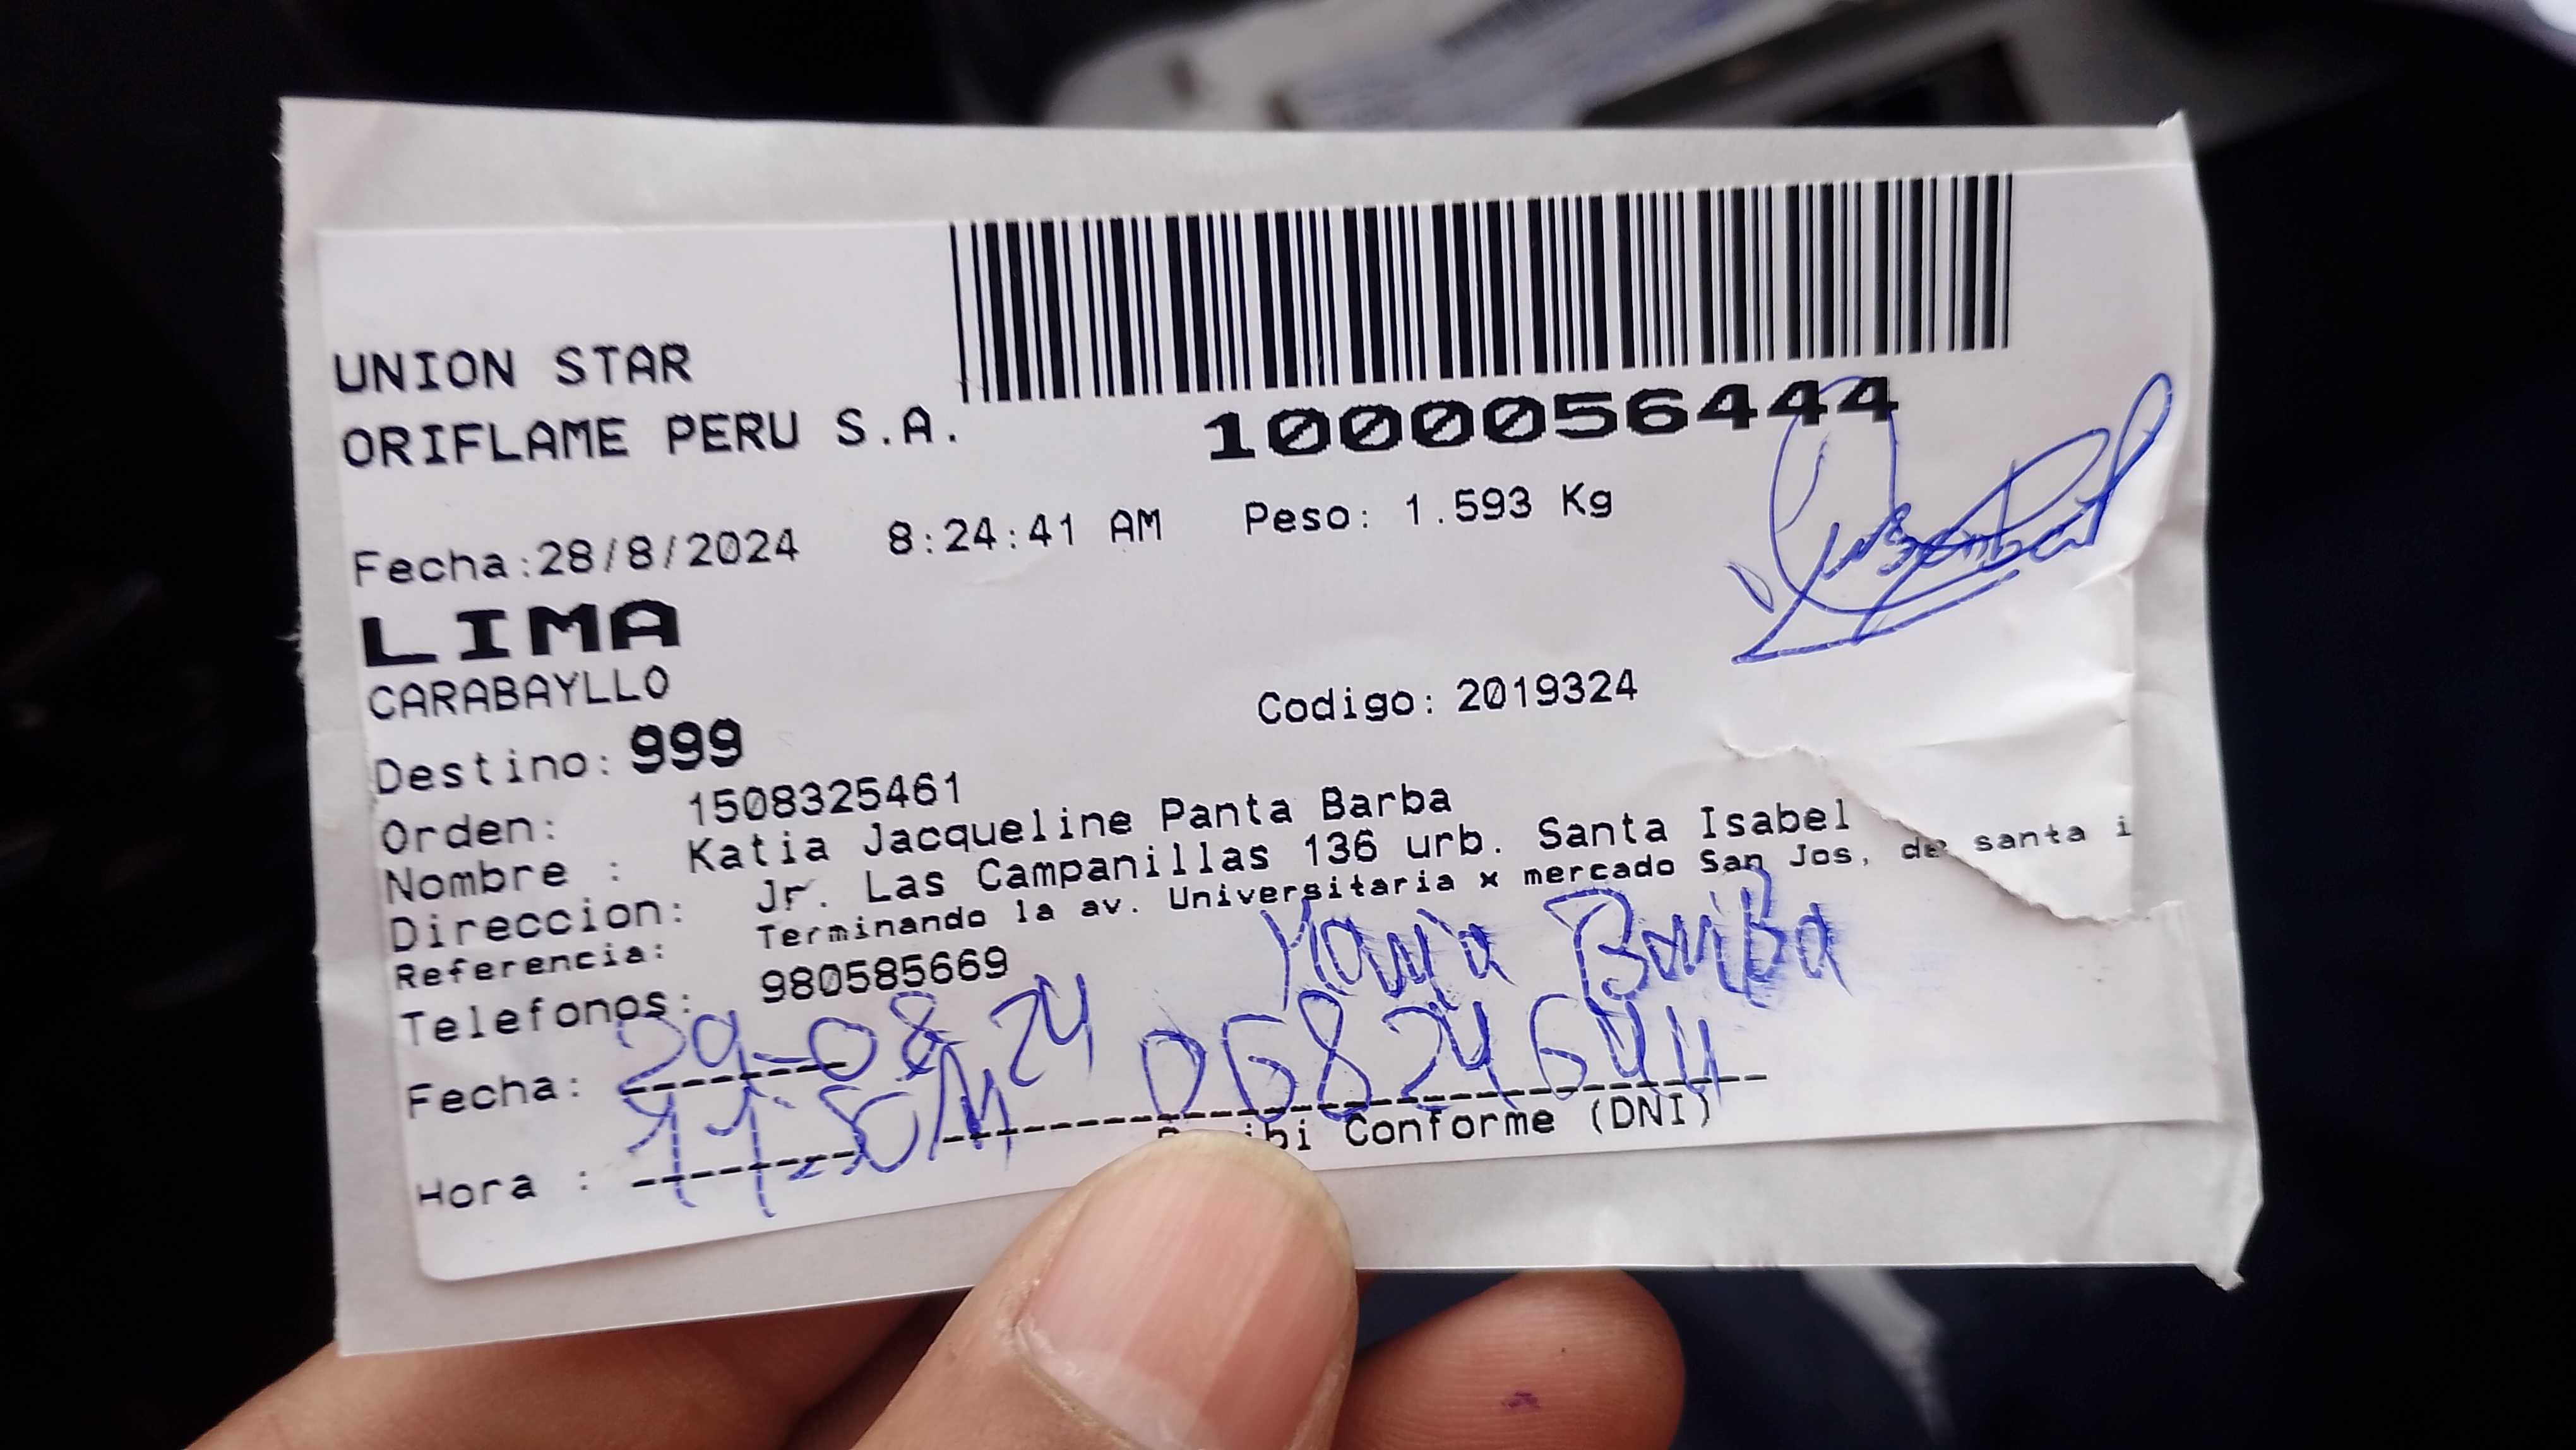 UNION STAR
ORIFLAME PERU S.A.
1000056444
Fecha:28/8/2024 8:24:41 AM Peso: 1.593 Kg
LIMA
CARABAYLLO
Codigo: 2019324
Destino: 999
Orden: 1508325461
Nombre : Katia Jacqueline Panta Barba
Direccion: Jr. Las Campanillas 136 urb. Santa Isabel
Referencia: Terminando la av. Universitaria x mercado San Jos, de santa i
Telefonos: 980585669
Barba
Fecha: 29-08-24 06824644
Hora : 11-50
Conforme (DNI)